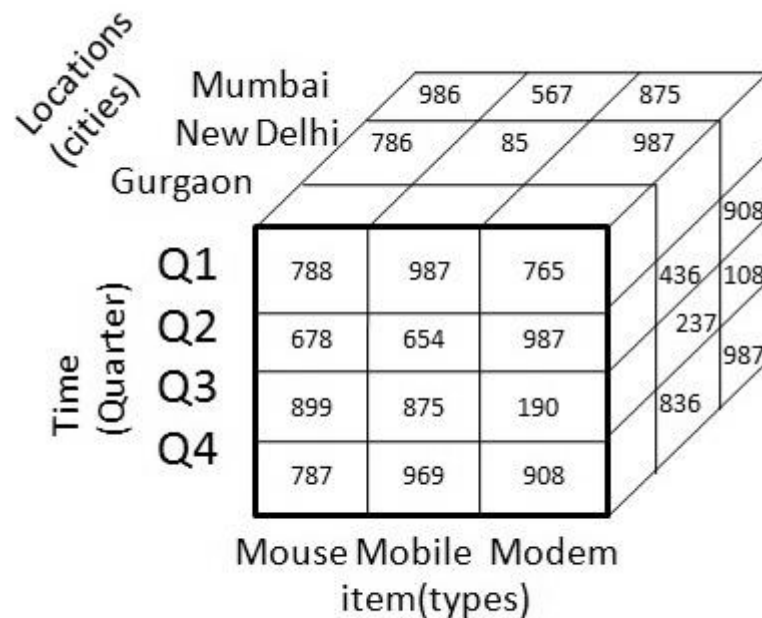 Locations
(cities)
Mumbai
New Delhi
Gurgaon
986 567 875
786 85 987
Time
(Quarter)
Q1 788 987 765
Q2 678 654 987
Q3 899 875 190
Q4 787 969 908
908
436 108
237
987
836
Mouse Mobile Modem
item(types)